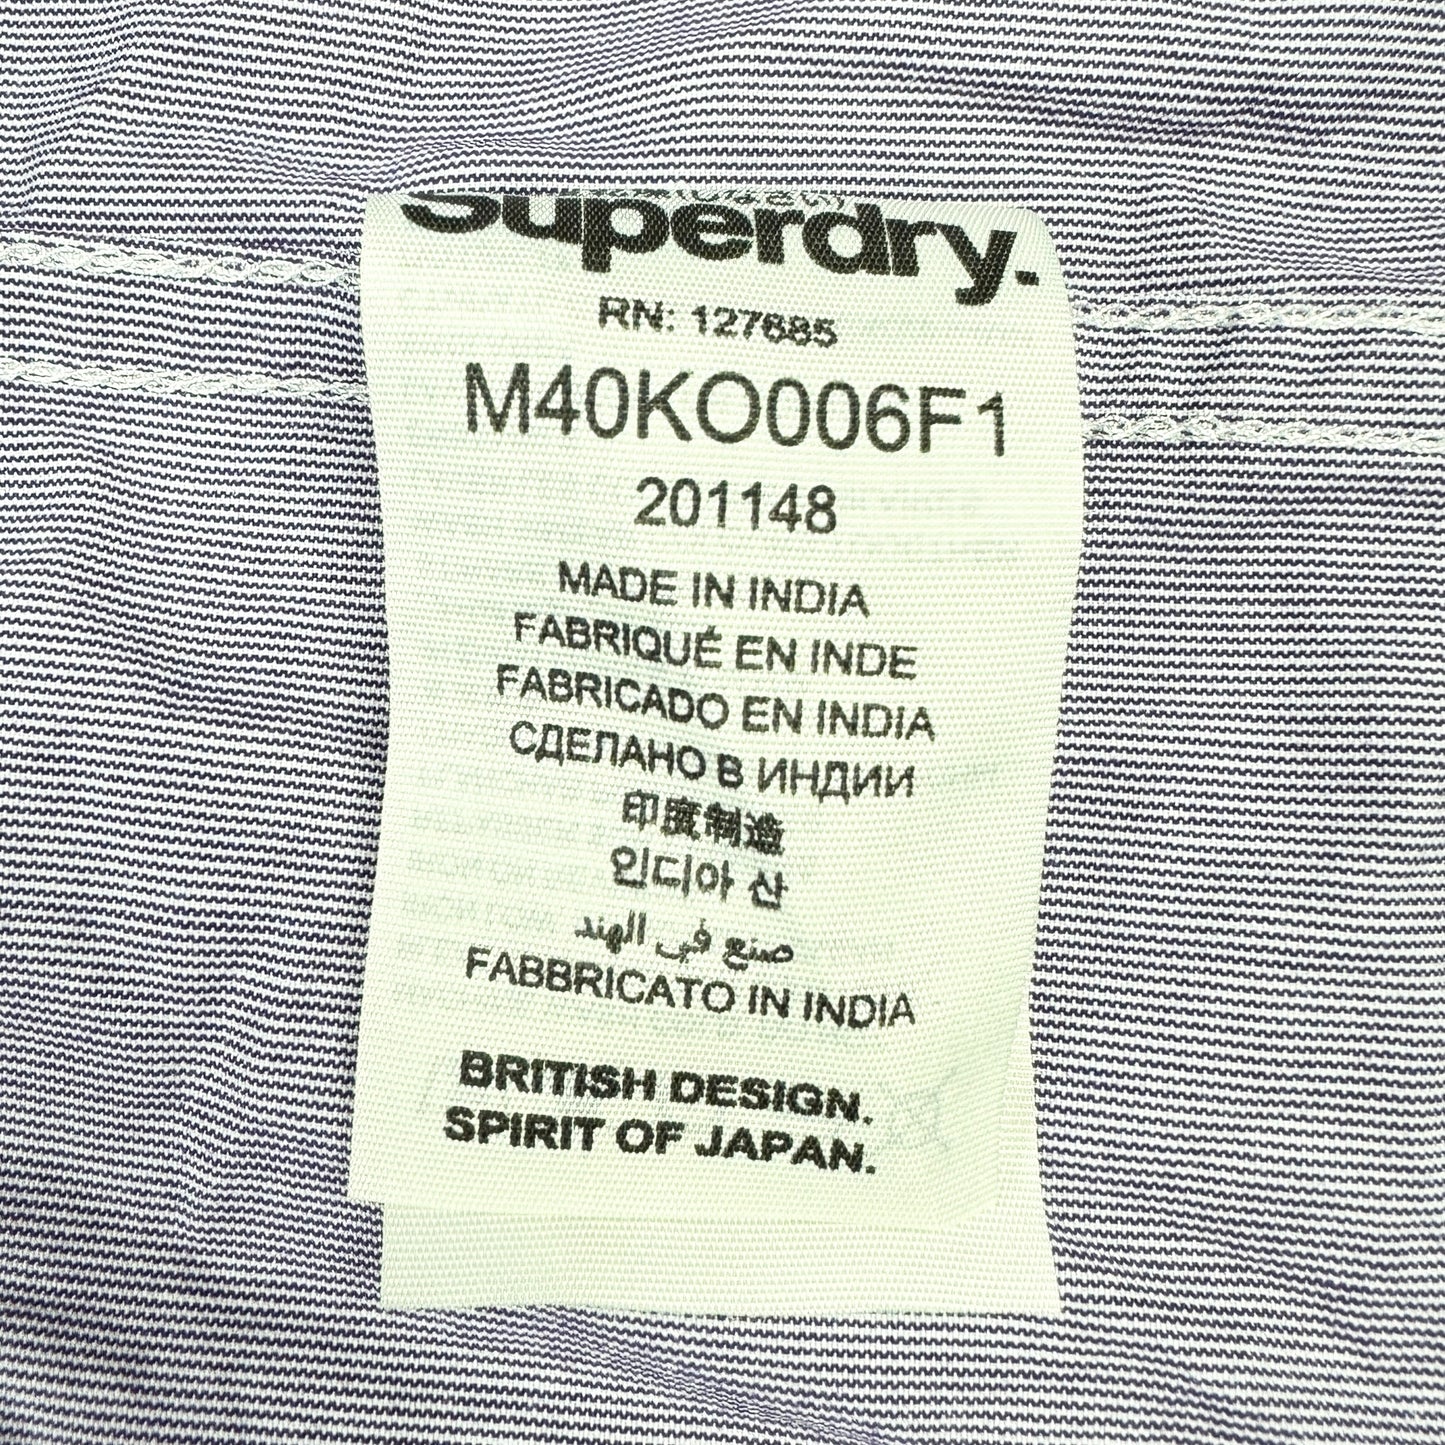 Superdry.
RN: 127685
M40KO006F1
201148
MADE IN INDIA
FABRIQUÉ EN INDE
FABRICADO EN INDIA
СДЕЛАНО В ИНДИИ
印度制造
인디아 산
صنع في الهند
FABBRICATO IN INDIA
BRITISH DESIGN.
SPIRIT OF JAPAN.